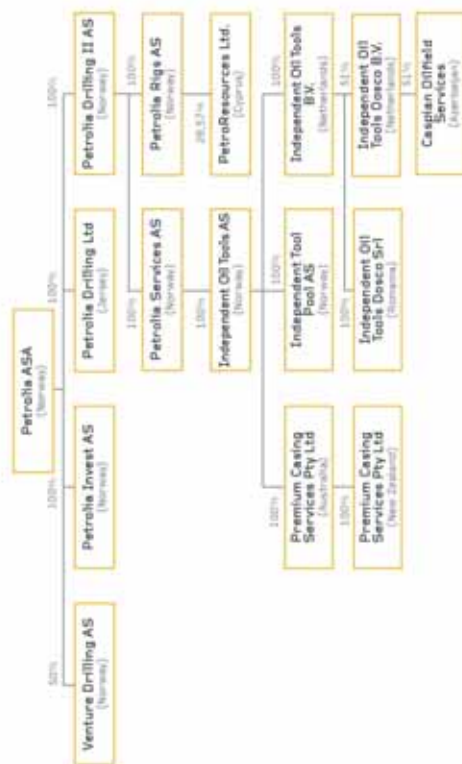 Petrolia ASA
(Norway)
50%
100%
100%
100%
Venture Drilling AS
(Norway)
Petrolia Invest AS
(Norway)
Petrolia Drilling Ltd
(Jersey)
Petrolia Drilling II AS
(Norway)
100%
100%
Petrolia Services AS
(Norway)
Petrolia Rigs AS
(Norway)
100%
28,57%
Independent Oil Tools AS
(Norway)
PetroResources Ltd.
(Cyprus)
100%
100%
100%
Premium Casing
Services Pty Ltd
(Australia)
Independent Tool
Pool AS
(Norway)
Independent Oil Tools
B.V.
(Netherlands)
100%
100%
51%
Premium Casing
Services Pty Ltd
(New Zealand)
Independent Oil
Tools Dosco Srl
(Romania)
Independent Oil
Tools Dosco B.V.
(Netherlands)
51%
Caspian Oilfield
Services
(Azerbaijan)